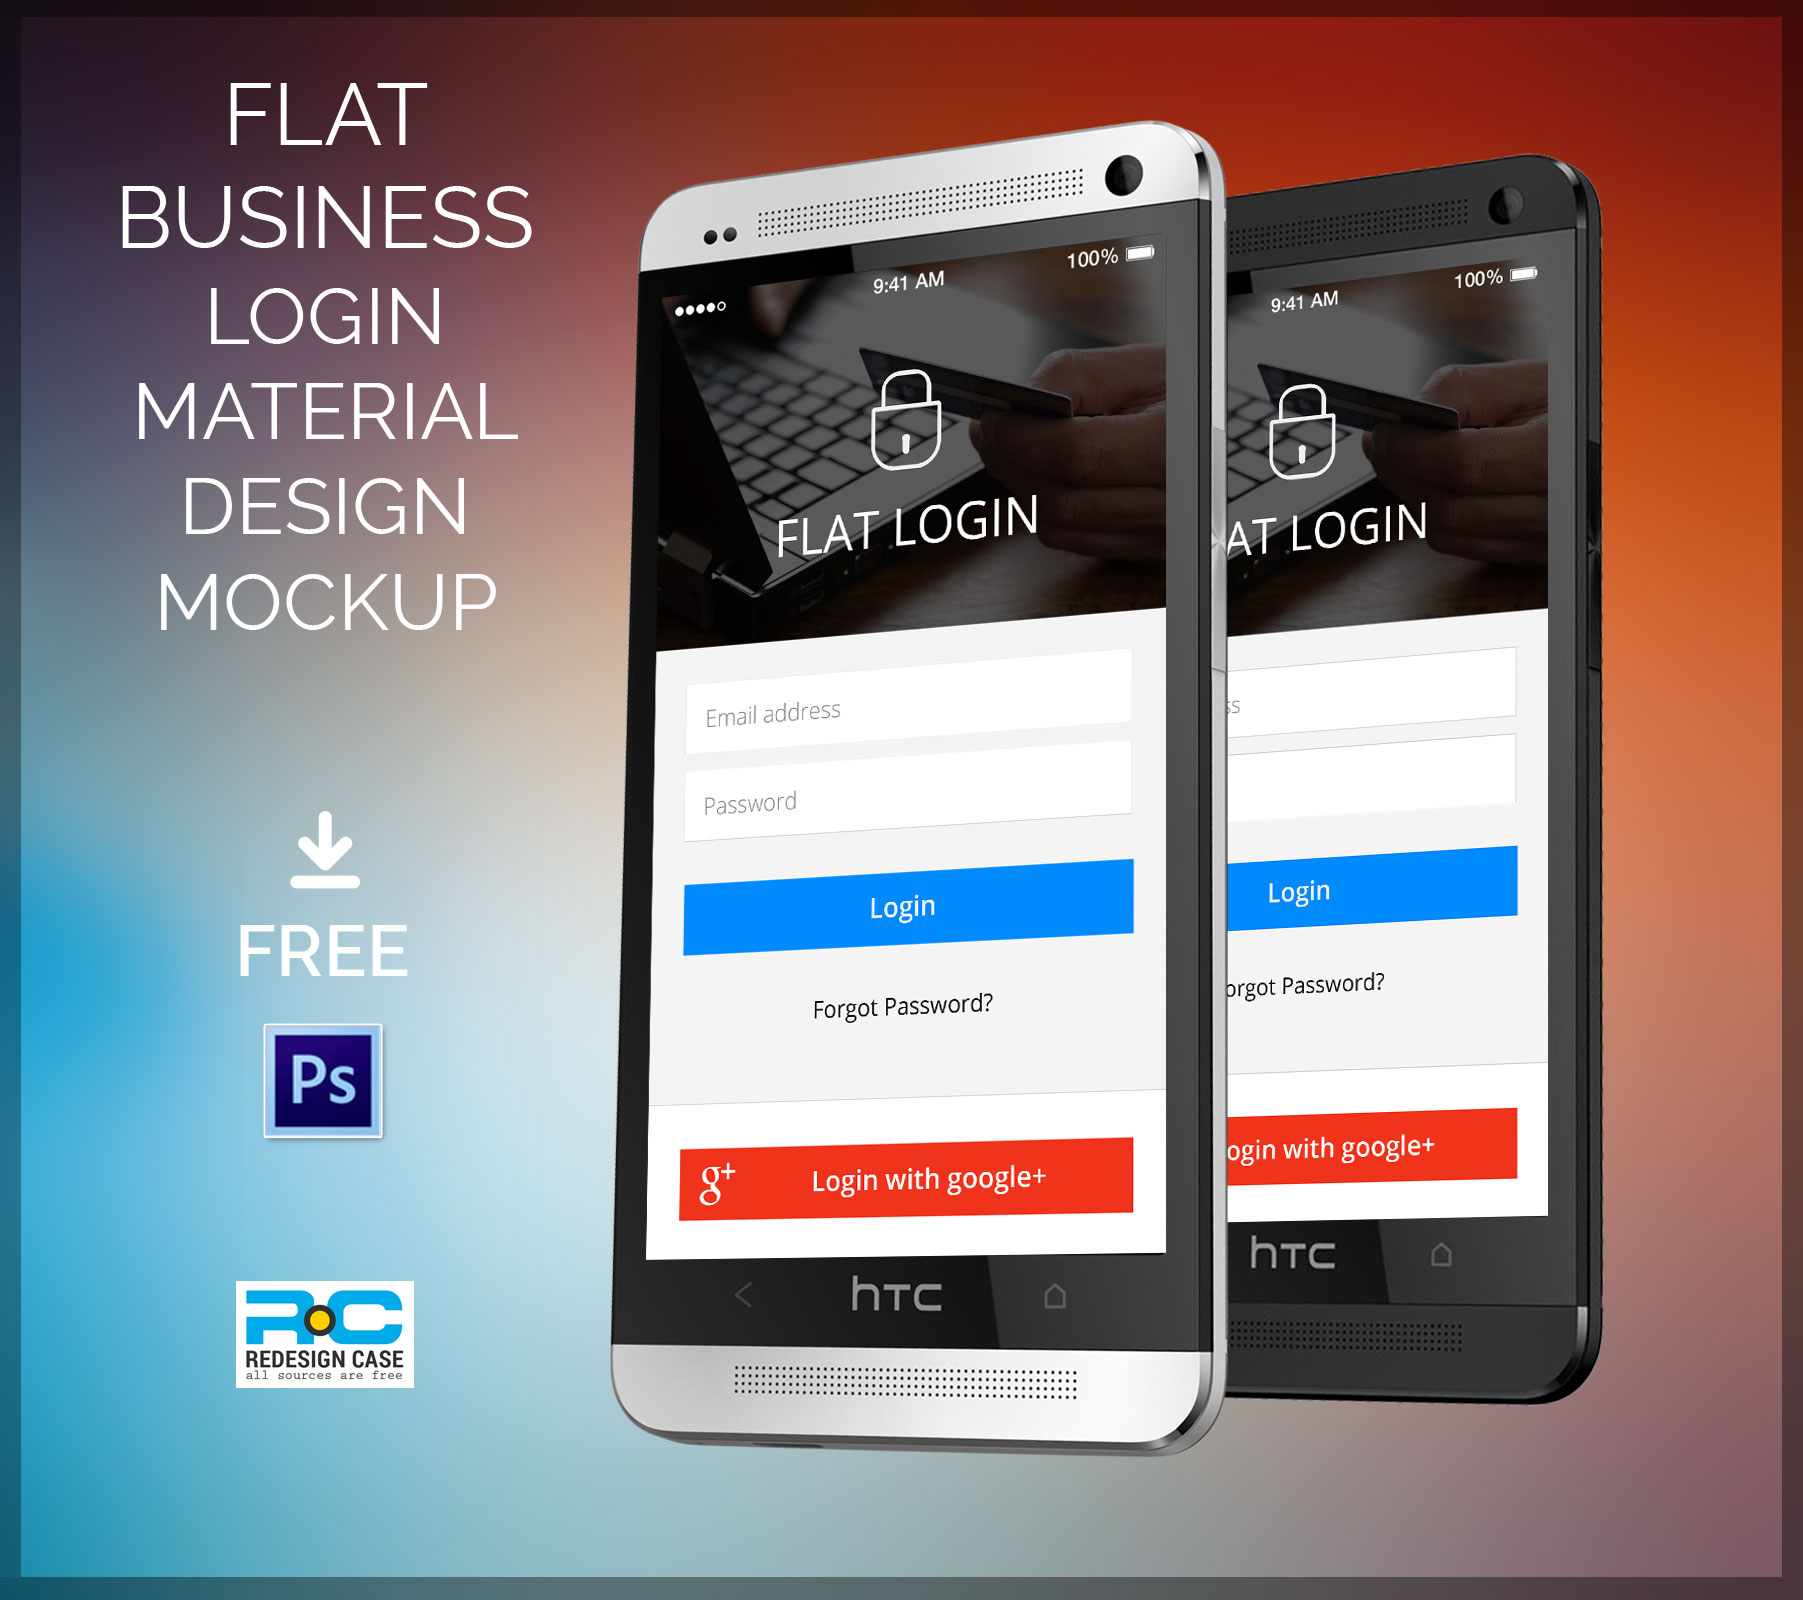 FLAT
BUSINESS
LOGIN
MATERIAL
DESIGN
MOCKUP
FREE
Ps
RC
REDESIGN CASE
all sources are free
9:41 AM
100%
FLAT LOGIN
Email address
Password
Login
Forgot Password?
g+
Login with google+
hTC
9:41 AM
100%
AT LOGIN
ss
Login
orgot Password?
ogin with google+
hTC